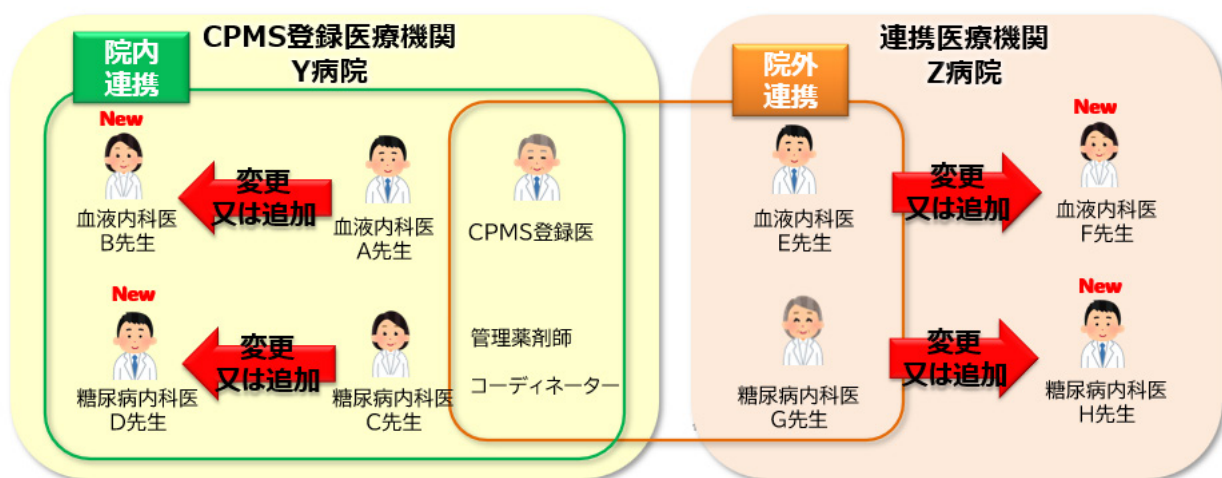 CPMS登録医療機関
Y病院
院内
連携
New
血液内科医
B先生
変更
又は追加
血液内科医
A先生
CPMS登録医
New
糖尿病内科医
D先生
変更
又は追加
糖尿病内科医
C先生
管理薬剤師
コーディネーター
連携医療機関
Z病院
院外
連携
血液内科医
E先生
変更
又は追加
New
血液内科医
F先生
糖尿病内科医
G先生
変更
又は追加
New
糖尿病内科医
H先生